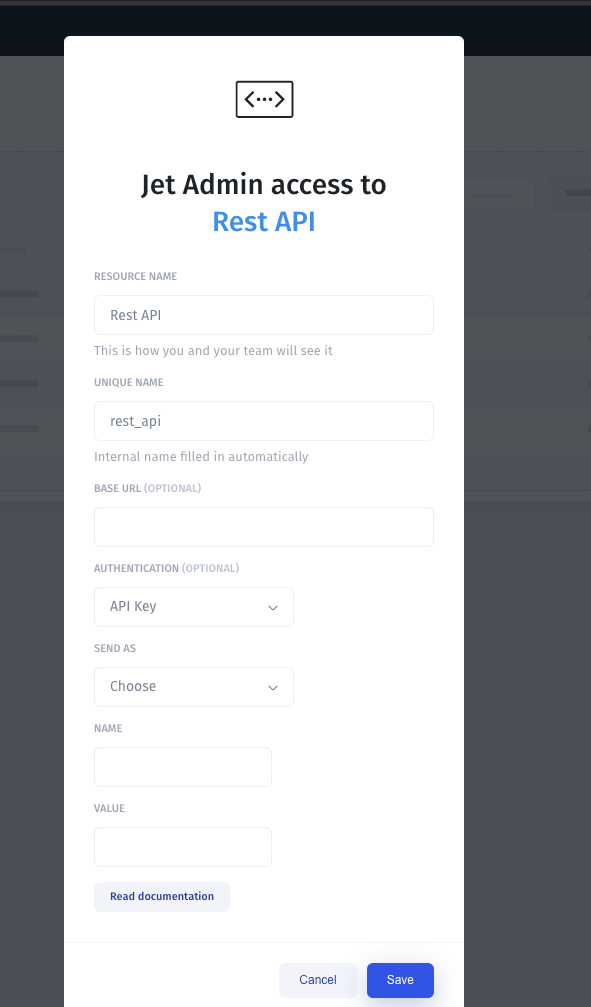 Jet Admin access to
Rest API
RESOURCE NAME
Rest API
This is how you and your team will see it
UNIQUE NAME
rest_api
Internal name filled in automatically
BASE URL (OPTIONAL)
AUTHENTICATION (OPTIONAL)
API Key
SEND AS
Choose
NAME
VALUE
Read documentation
Cancel Save